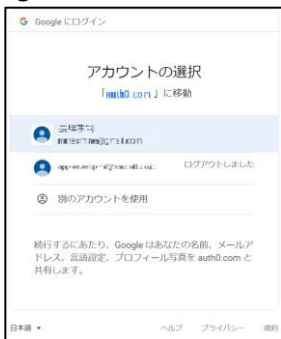 Google にログイン
アカウントの選択
「auth0.com」に移動
ログアウトしました
別のアカウントを使用
続行するにあたり、Google はあなたの名前、メールア
ドレス、言語設定、プロフィール写真を auth0.com と
共有します。
日本語 ▼
ヘルプ プライバシー 規約